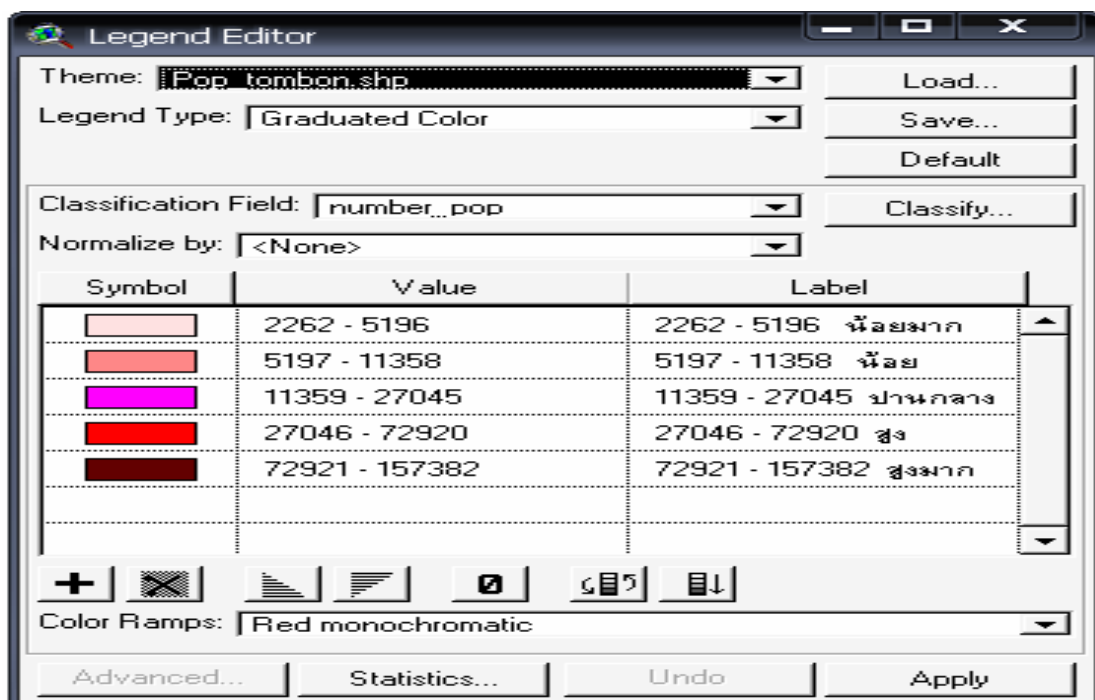 Legend Editor
Theme: Pop_tombon.shp
Load...
Legend Type: Graduated Color
Save...
Default
Classification Field: number_pop
Classify...
Normalize by: <None>
Symbol Value Label
2262 - 5196 2262 - 5196 น้อยมาก
5197 - 11358 5197 - 11358 น้อย
11359 - 27045 11359 - 27045 ปานกลาง
27046 - 72920 27046 - 72920 สูง
72921 - 157382 72921 - 157382 สูงมาก
Color Ramps: Red monochromatic
Advanced... Statistics... Undo Apply